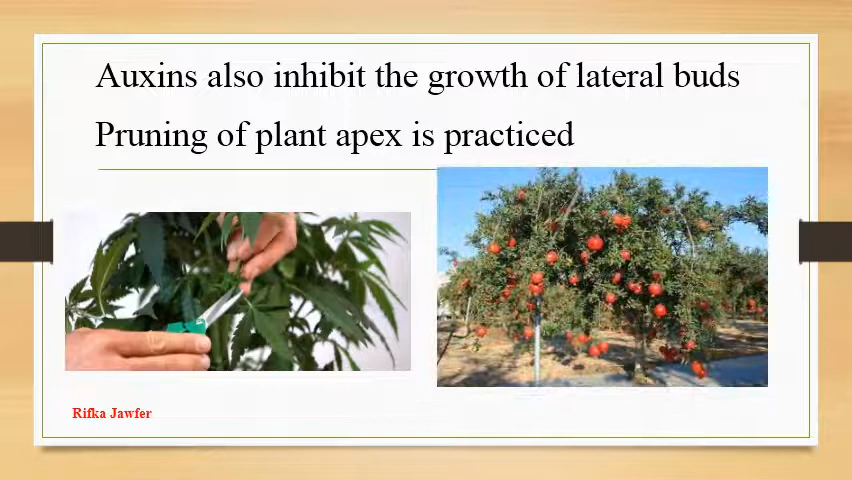 Auxins also inhibit the growth of lateral buds
Pruning of plant apex is practiced
Rifka Jawfer